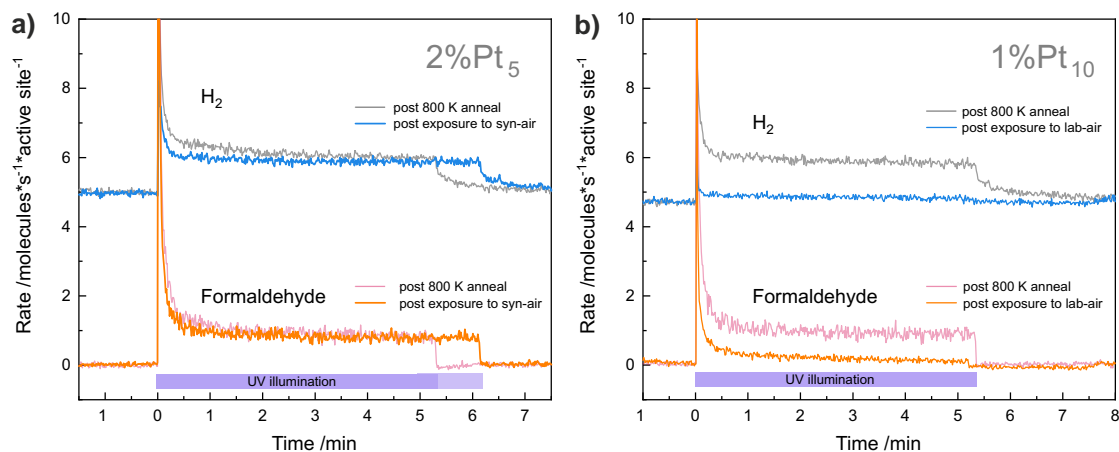 a)
2%Pt5
H2
post 800 K anneal
post exposure to syn-air
Formaldehyde
post 800 K anneal
post exposure to syn-air
UV illumination
Rate /molecules*s-1*active site-1
10
8
6
4
2
0
1 0 1 2 3 4 5 6 7
Time /min
b)
1%Pt10
H2
post 800 K anneal
post exposure to lab-air
Formaldehyde
post 800 K anneal
post exposure to lab-air
UV illumination
Rate /molecules*s-1*active site-1
10
8
6
4
2
0
1 0 1 2 3 4 5 6 7 8
Time /min